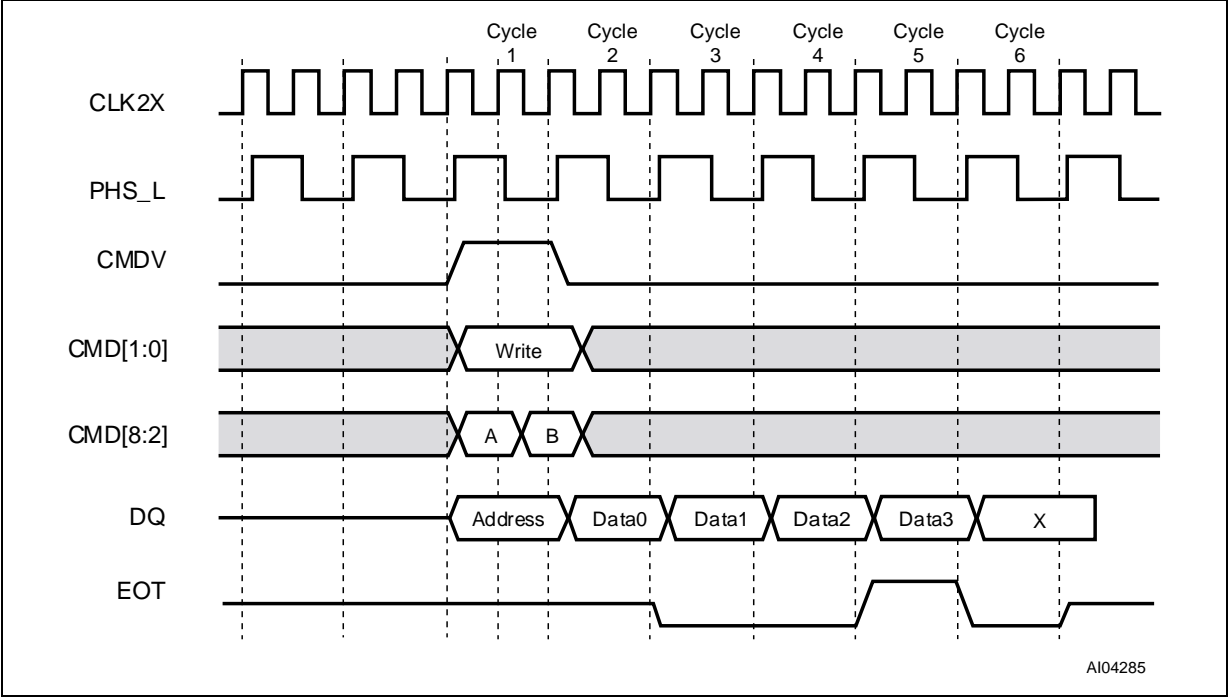 Cycle 1 Cycle 2 Cycle 3 Cycle 4 Cycle 5 Cycle 6
CLK2X
PHS_L
CMDV
CMD[1:0] Write
CMD[8:2] A B
DQ Address Data0 Data1 Data2 Data3 X
EOT
AI04285